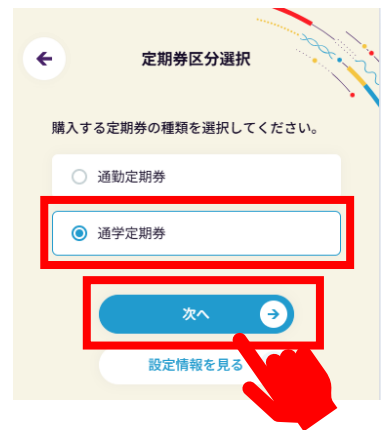 定期券区分選択
購入する定期券の種類を選択してください。
通勤定期券
通学定期券
次へ
設定情報を見る